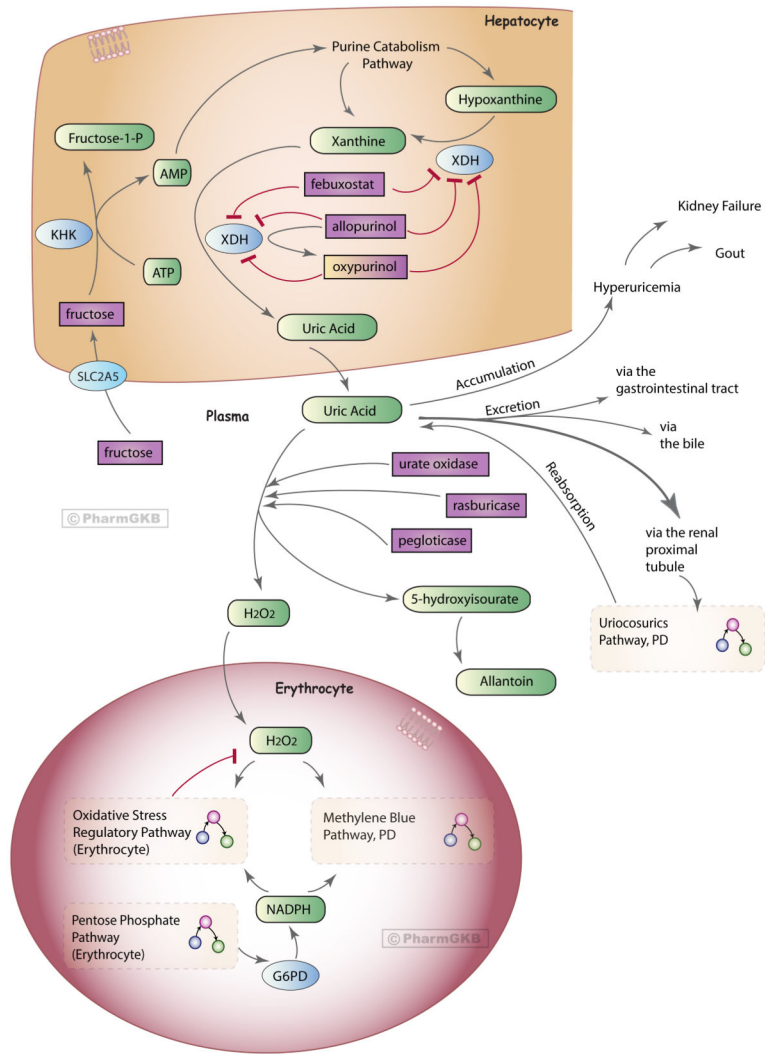 Hepatocyte
Purine Catabolism
Pathway
Hypoxanthine
Fructose-1-P
Xanthine
XDH
AMP
febuxostat
allopurinol
KHK
XDH
oxypurinol
ATP
fructose
Uric Acid
SLC2A5
Kidney Failure
Gout
Hyperuricemia
Accumulation
via the
gastrointestinal tract
Plasma
Uric Acid
Excretion
via
the bile
fructose
urate oxidase
Reabsorption
rasburicase
© PharmGKB
pegloticase
via the renal
proximal
tubule
H2O2
5-hydroxyisourate
Uriocosurics
Pathway, PD
Allantoin
Erythrocyte
H2O2
Oxidative Stress
Regulatory Pathway
(Erythrocyte)
Methylene Blue
Pathway, PD
NADPH
Pentose Phosphate
Pathway
(Erythrocyte)
© PharmGKB
G6PD